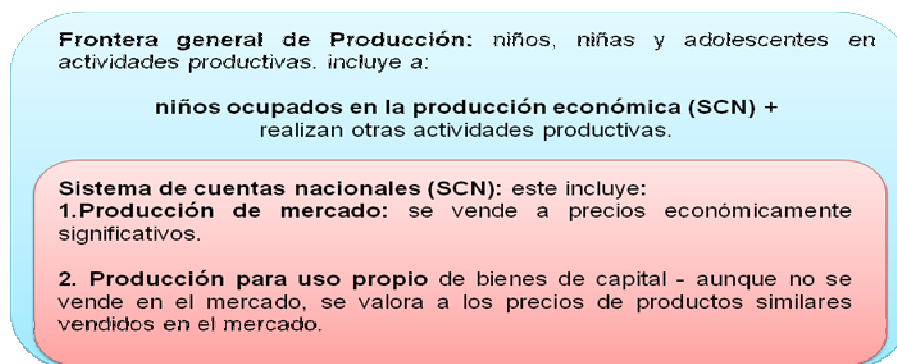 Frontera general de Producción: niños, niñas y adolescentes en
actividades productivas. incluye a:
niños ocupados en la producción económica (SCN) +
realizan otras actividades productivas.
Sistema de cuentas nacionales (SCN): este incluye:
1.Producción de mercado: se vende a precios económicamente
significativos.
2. Producción para uso propio de bienes de capital - aunque no se
vende en el mercado, se valora a los precios de productos similares
vendidos en el mercado.